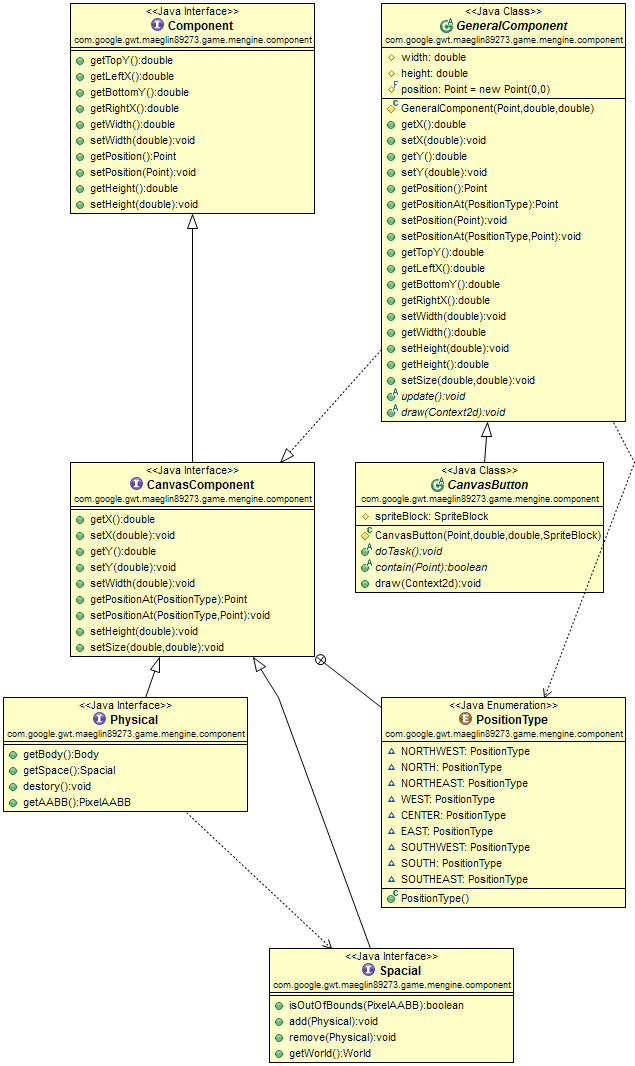 <<Java Interface>>
Component
com.google.gwt.maeglin89273.game.mengine.component
getTopY():double
getLeftX():double
getBottomY():double
getRightX():double
getWidth():double
setWidth(double):void
getPosition():Point
setPosition(Point):void
getHeight():double
setHeight(double):void
<<Java Class>>
GeneralComponent
com.google.gwt.maeglin89273.game.mengine.component
width: double
height: double
position: Point = new Point(0,0)
GeneralComponent(Point,double,double)
getX():double
setX(double):void
getY():double
setY(double):void
getPosition():Point
getPositionAt(PositionType):Point
setPosition(Point):void
setPositionAt(PositionType,Point):void
getTopY():double
getLeftX():double
getBottomY():double
getRightX():double
setWidth(double):void
getWidth():double
setHeight(double):void
getHeight():double
setSize(double,double):void
update():void
draw(Context2d):void
<<Java Interface>>
CanvasComponent
com.google.gwt.maeglin89273.game.mengine.component
getX():double
setX(double):void
getY():double
setY(double):void
setWidth(double):void
getPositionAt(PositionType):Point
setPositionAt(PositionType,Point):void
setHeight(double):void
setSize(double,double):void
<<Java Class>>
CanvasButton
com.google.gwt.maeglin89273.game.mengine.component
spriteBlock: SpriteBlock
CanvasButton(Point,double,double,SpriteBlock)
doTask():void
contain(Point):boolean
draw(Context2d):void
<<Java Interface>>
Physical
com.google.gwt.maeglin89273.game.mengine.component
getBody():Body
getSpace():Spacial
destory():void
getAABB():PixelAABB
<<Java Enumeration>>
PositionType
com.google.gwt.maeglin89273.game.mengine.component
NORTHWEST: PositionType
NORTH: PositionType
NORTHEAST: PositionType
WEST: PositionType
CENTER: PositionType
EAST: PositionType
SOUTHWEST: PositionType
SOUTH: PositionType
SOUTHEAST: PositionType
PositionType()
<<Java Interface>>
Spacial
com.google.gwt.maeglin89273.game.mengine.component
isOutOfBounds(PixelAABB):boolean
add(Physical):void
remove(Physical):void
getWorld():World